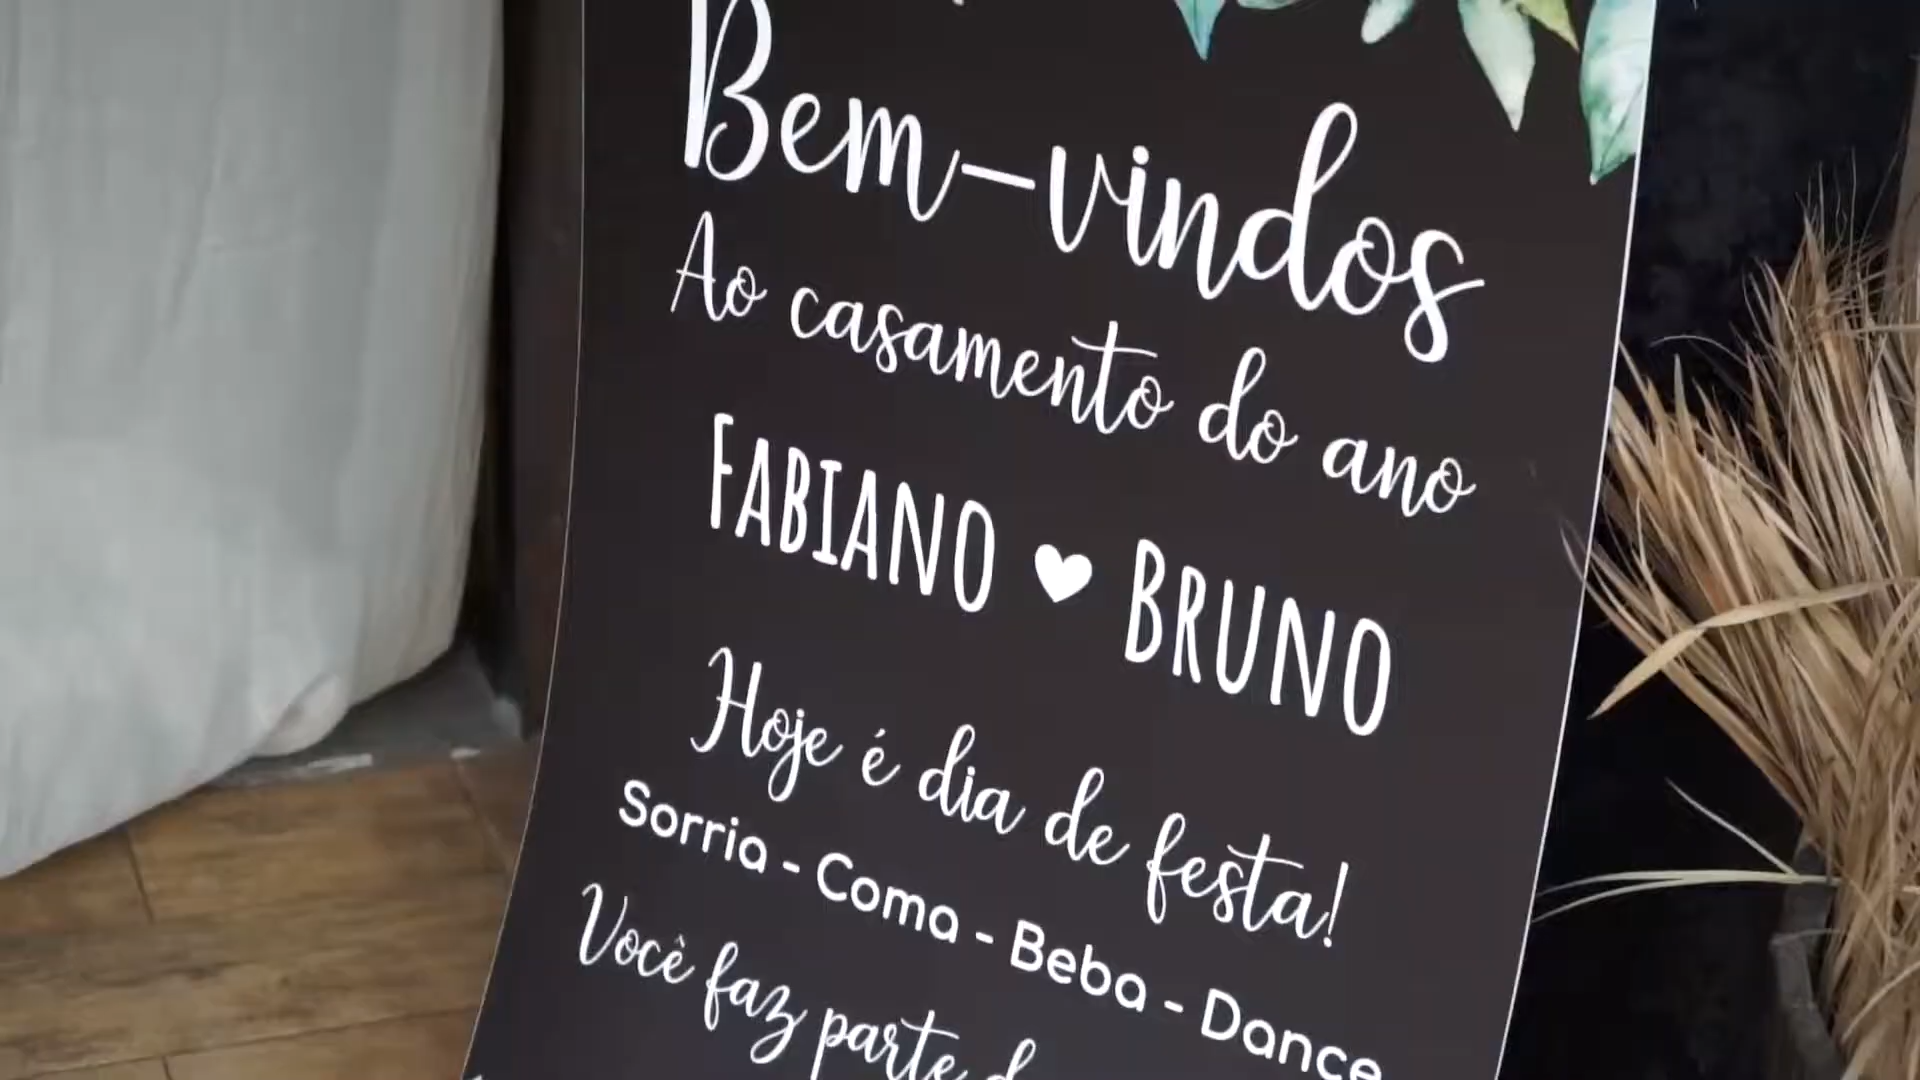 Bem-vindos
Ao casamento do ano
FABIANO ♥ BRUNO
Hoje é dia de festa!
Sorria - Coma - Beba - Dance
Você faz parte